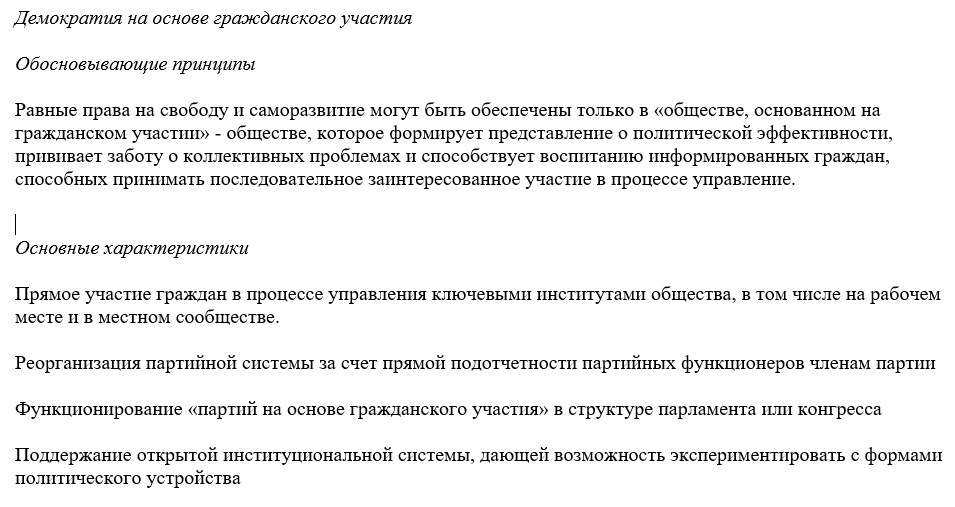 Демократия на основе гражданского участия
Обосновывающие принципы
Равные права на свободу и саморазвитие могут быть обеспечены только в «обществе, основанном на
гражданском участии» - обществе, которое формирует представление о политической эффективности,
прививает заботу о коллективных проблемах и способствует воспитанию информированных граждан,
способных принимать последовательное заинтересованное участие в процессе управление.
Основные характеристики
Прямое участие граждан в процессе управления ключевыми институтами общества, в том числе на рабочем
месте и в местном сообществе.
Реорганизация партийной системы за счет прямой подотчетности партийных функционеров членам партии
Функционирование «партий на основе гражданского участия» в структуре парламента или конгресса
Поддержание открытой институциональной системы, дающей возможность экспериментировать с формами
политического устройства